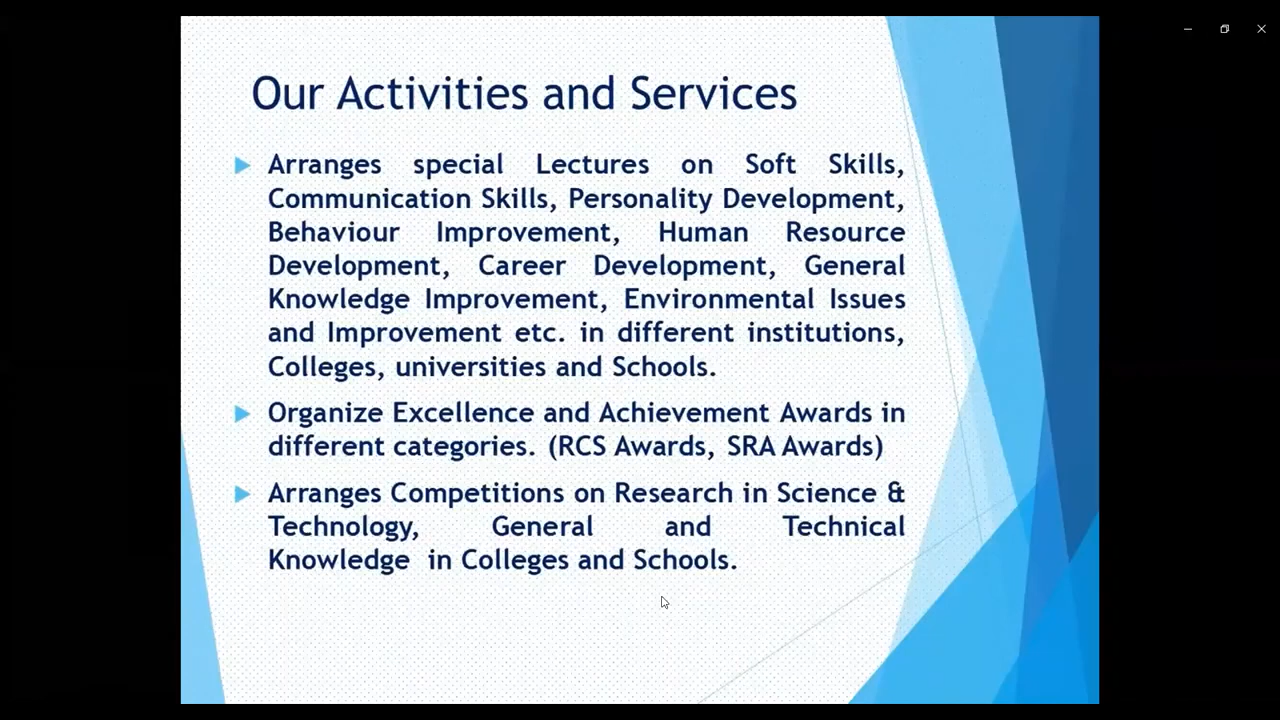 Our Activities and Services
Arranges special Lectures on Soft Skills,
Communication Skills, Personality Development,
Behaviour Improvement, Human Resource
Development, Career Development, General
Knowledge Improvement, Environmental Issues
and Improvement etc. in different institutions,
Colleges, universities and Schools.
Organize Excellence and Achievement Awards in
different categories. (RCS Awards, SRA Awards)
Arranges Competitions on Research in Science &
Technology, General and Technical
Knowledge in Colleges and Schools.